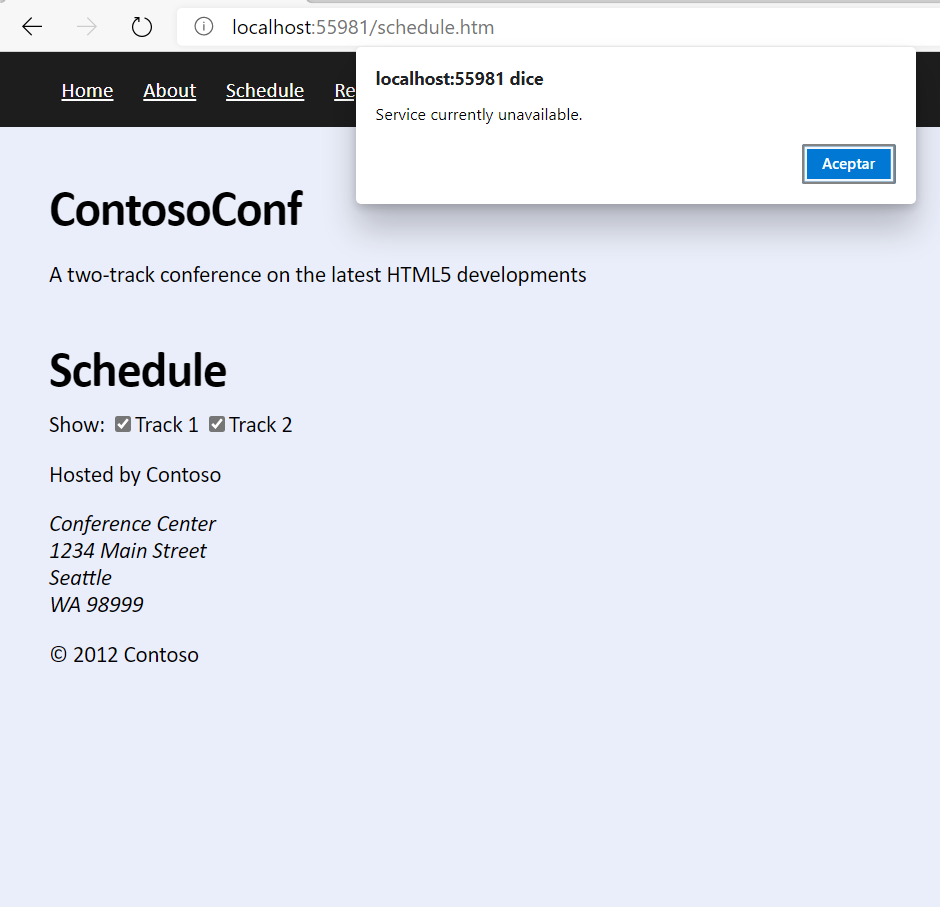 localhost:55981/schedule.htm
localhost:55981 dice
Service currently unavailable.
Aceptar
Home About Schedule Re
ContosoConf
A two-track conference on the latest HTML5 developments
Schedule
Show: Track 1 Track 2
Hosted by Contoso
Conference Center
1234 Main Street
Seattle
WA 98999
© 2012 Contoso